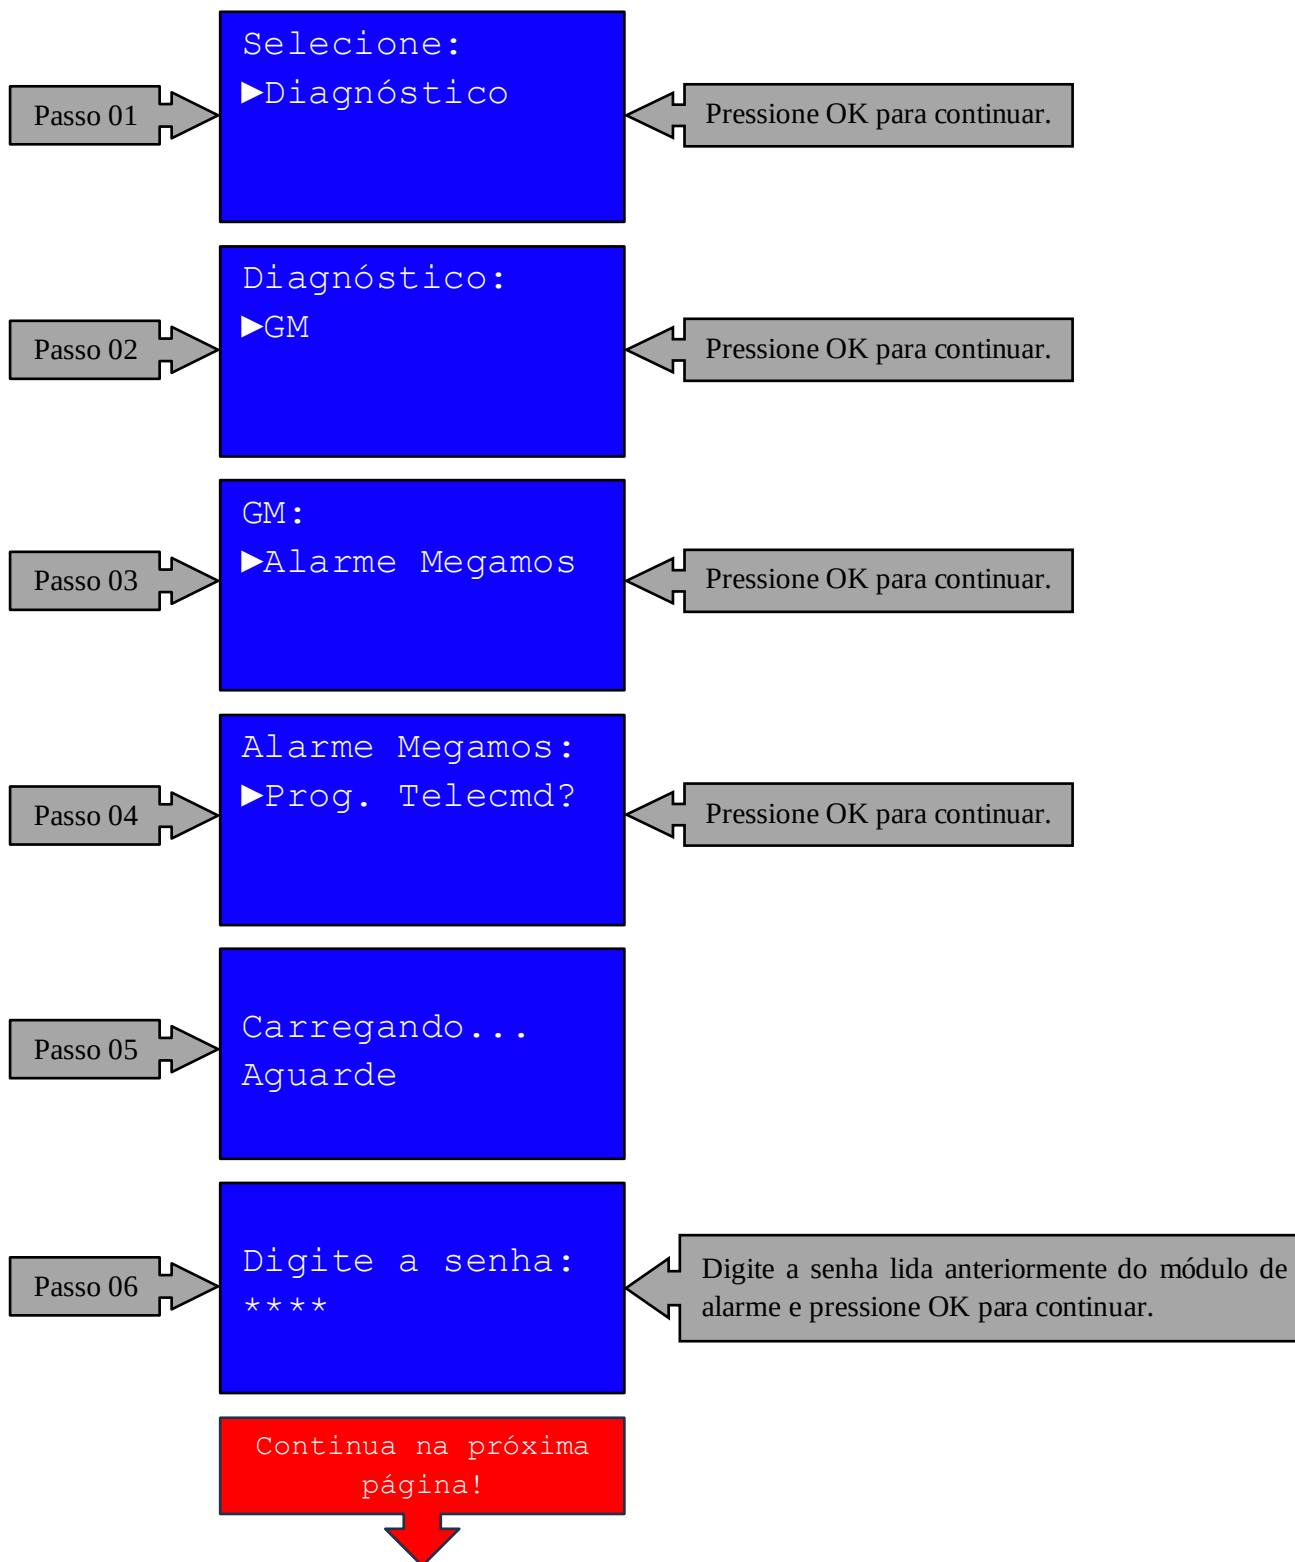 Selecione:
Passo 01
►Diagnóstico
Pressione OK para continuar.
Diagnóstico:
Passo 02
►GM
Pressione OK para continuar.
GM:
Passo 03
►Alarme Megamos
Pressione OK para continuar.
Alarme Megamos:
Passo 04
►Prog. Telecmd?
Pressione OK para continuar.
Passo 05
Carregando...
Aguarde
Passo 06
Digite a senha:
****
Digite a senha lida anteriormente do módulo de
alarme e pressione OK para continuar.
Continua na próxima
página!